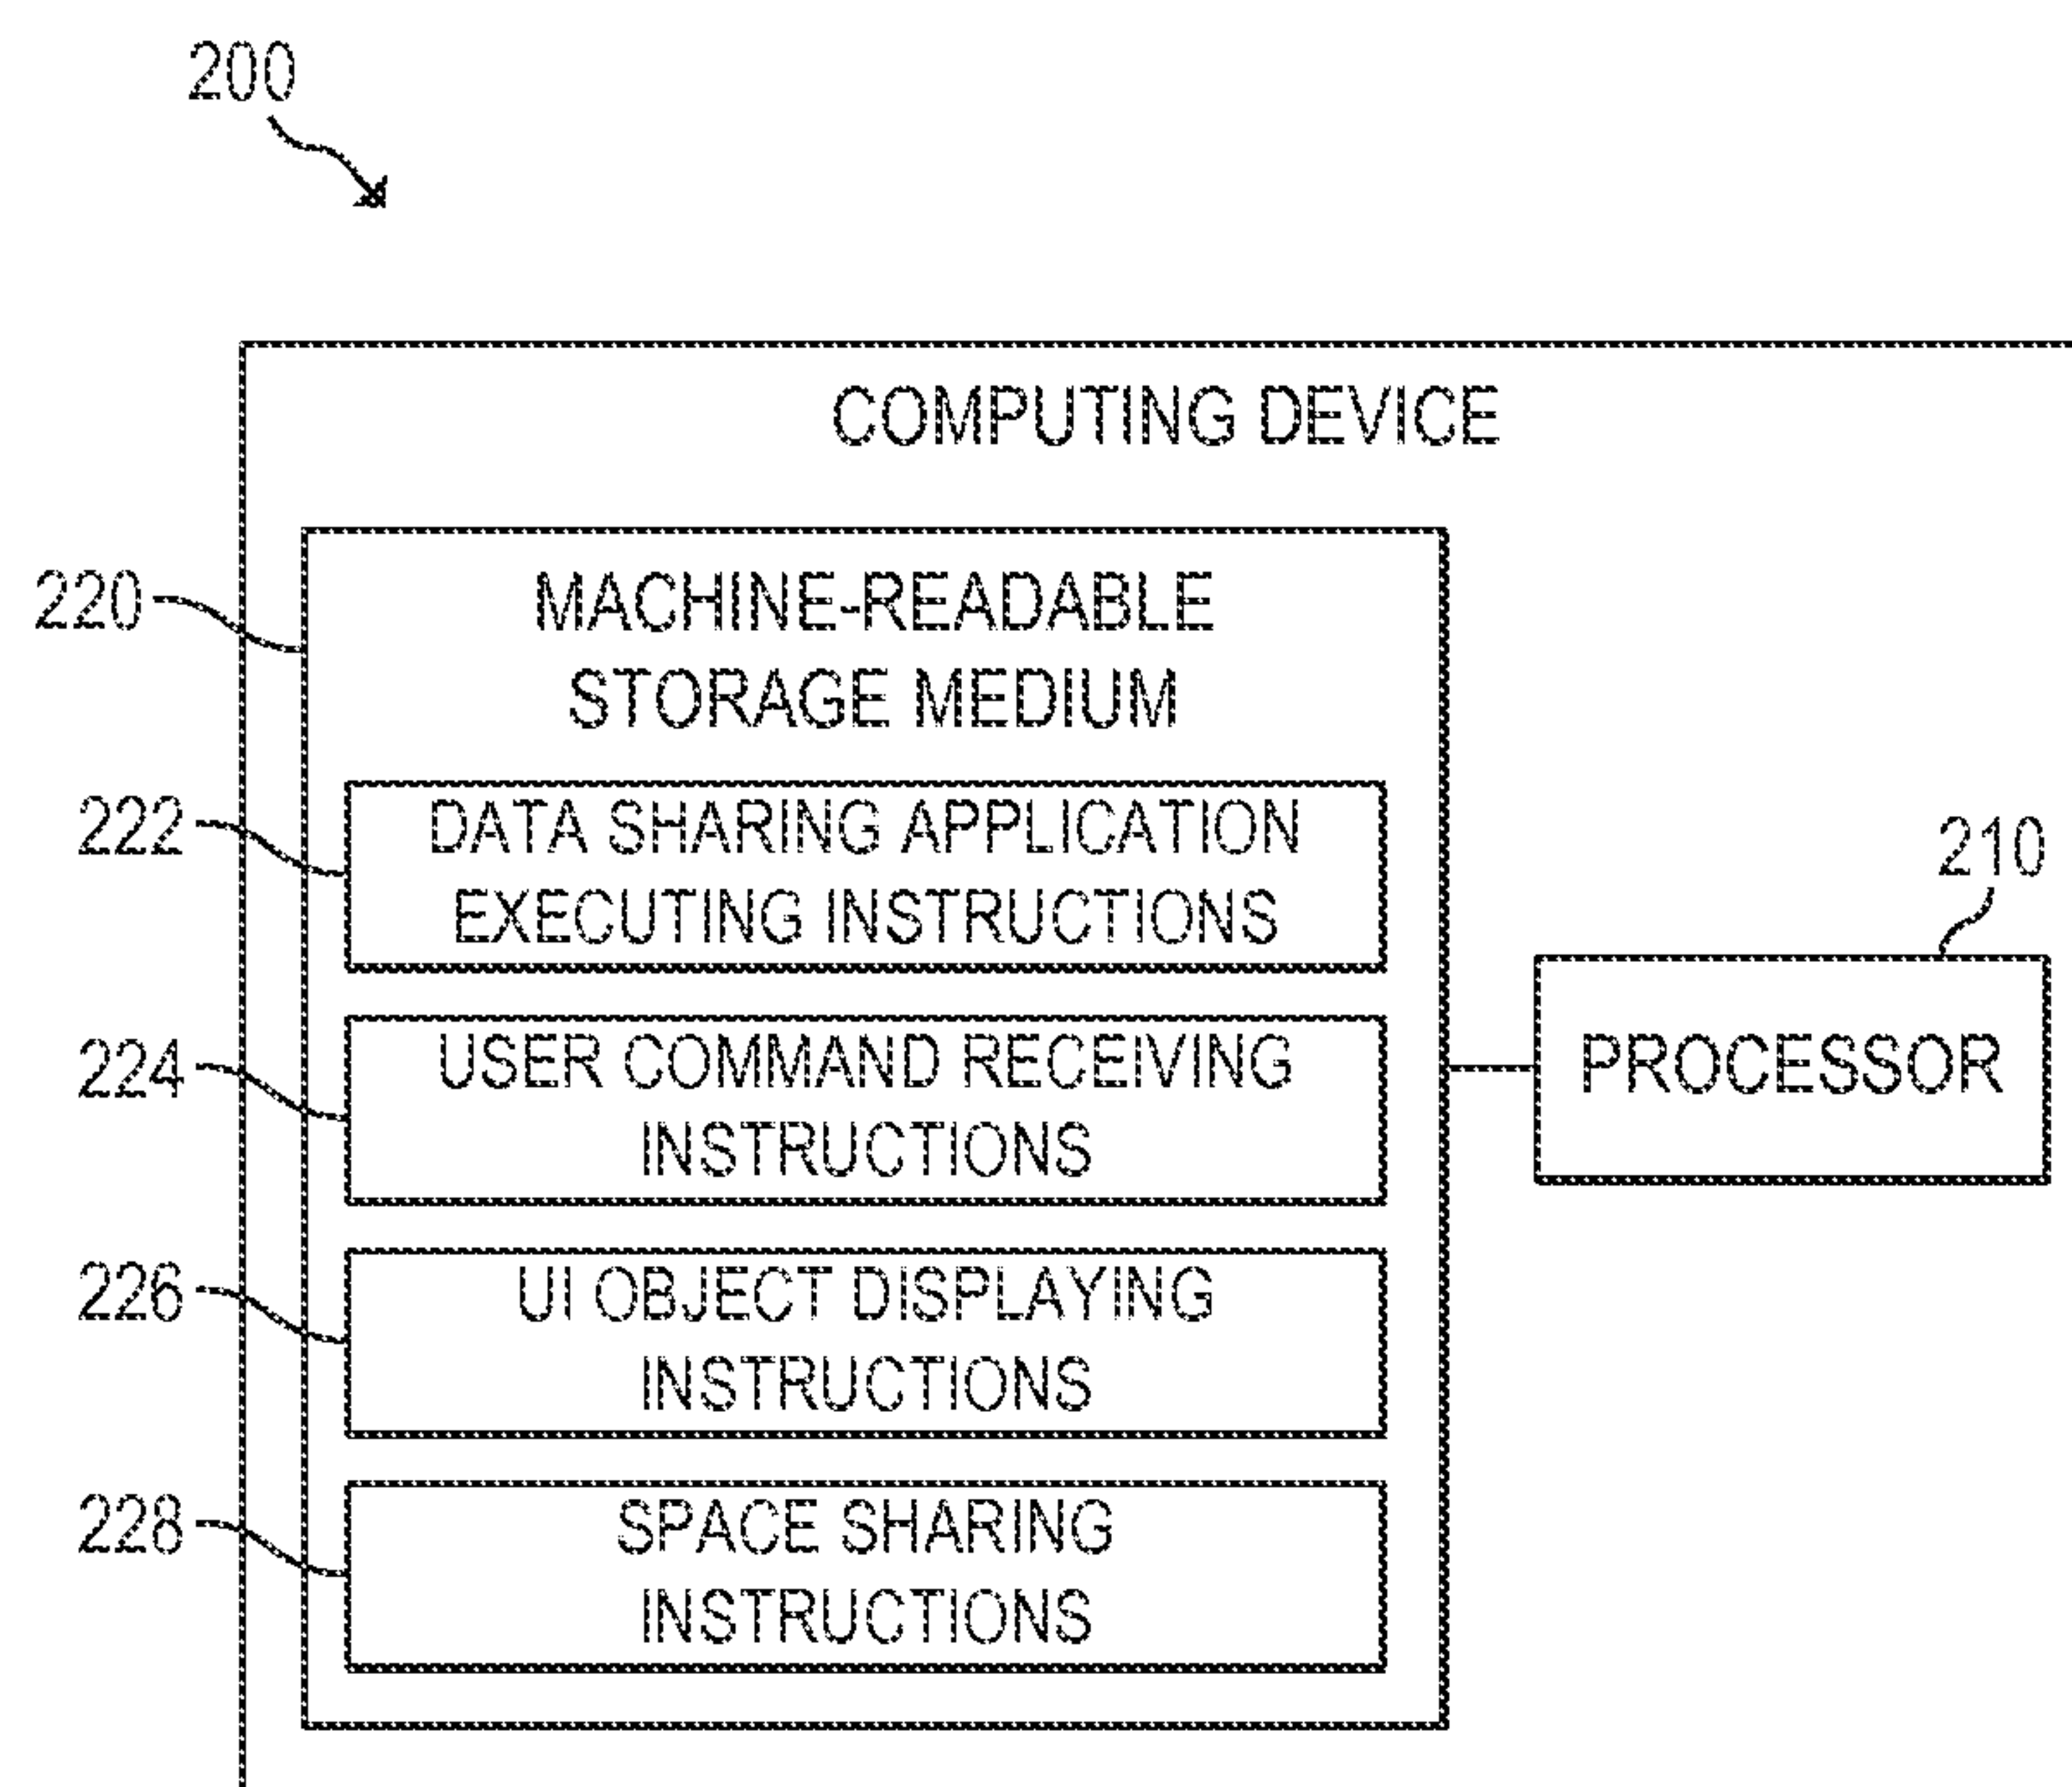 200
COMPUTING DEVICE
220
MACHINE-READABLE
STORAGE MEDIUM
222
DATA SHARING APPLICATION
EXECUTING INSTRUCTIONS
210
PROCESSOR
224
USER COMMAND RECEIVING
INSTRUCTIONS
226
UI OBJECT DISPLAYING
INSTRUCTIONS
228
SPACE SHARING
INSTRUCTIONS